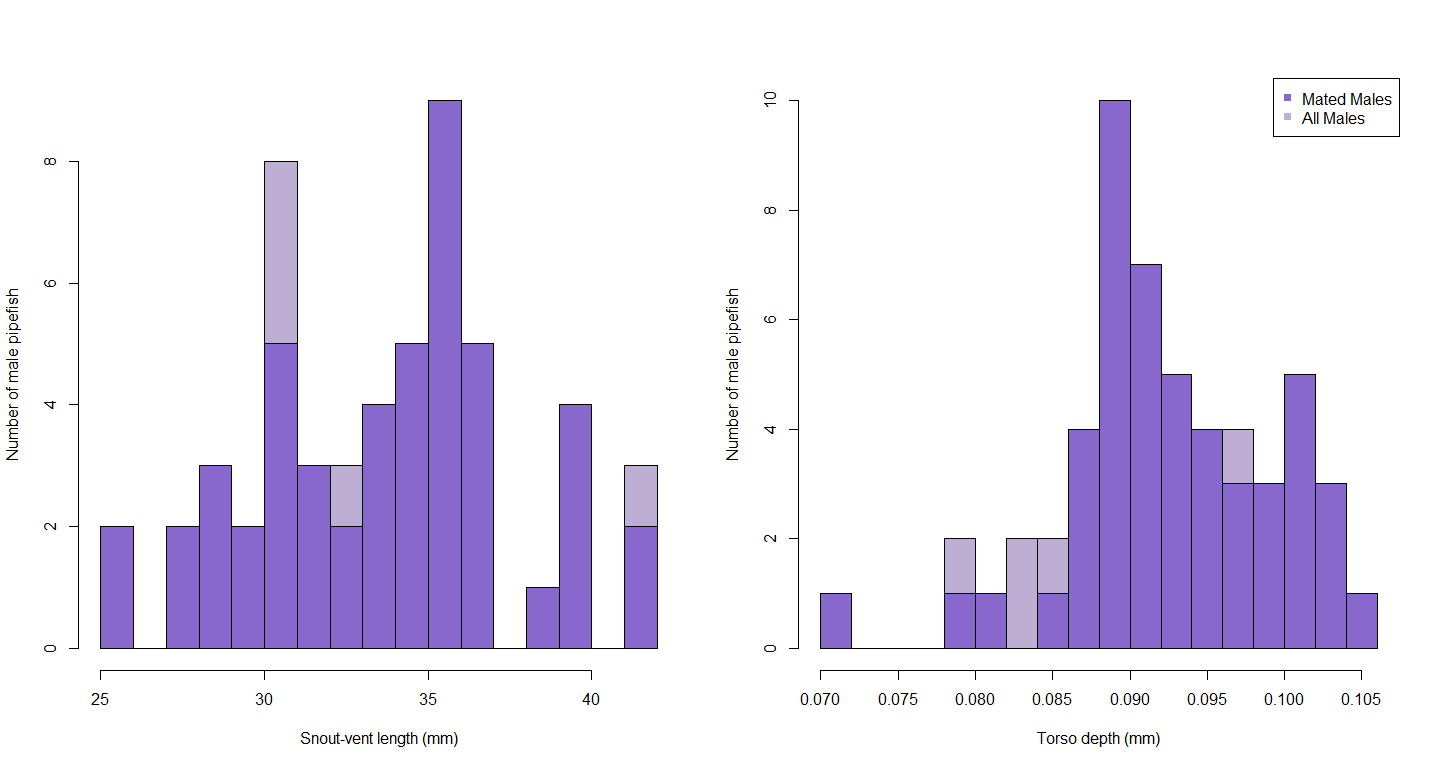 Number of male pipefish
8
6
4
2
0
25 30 35 40
Snout-vent length (mm)
Number of male pipefish
10
8
6
4
2
0
0.070 0.075 0.080 0.085 0.090 0.095 0.100 0.105
Torso depth (mm)
Mated Males
All Males